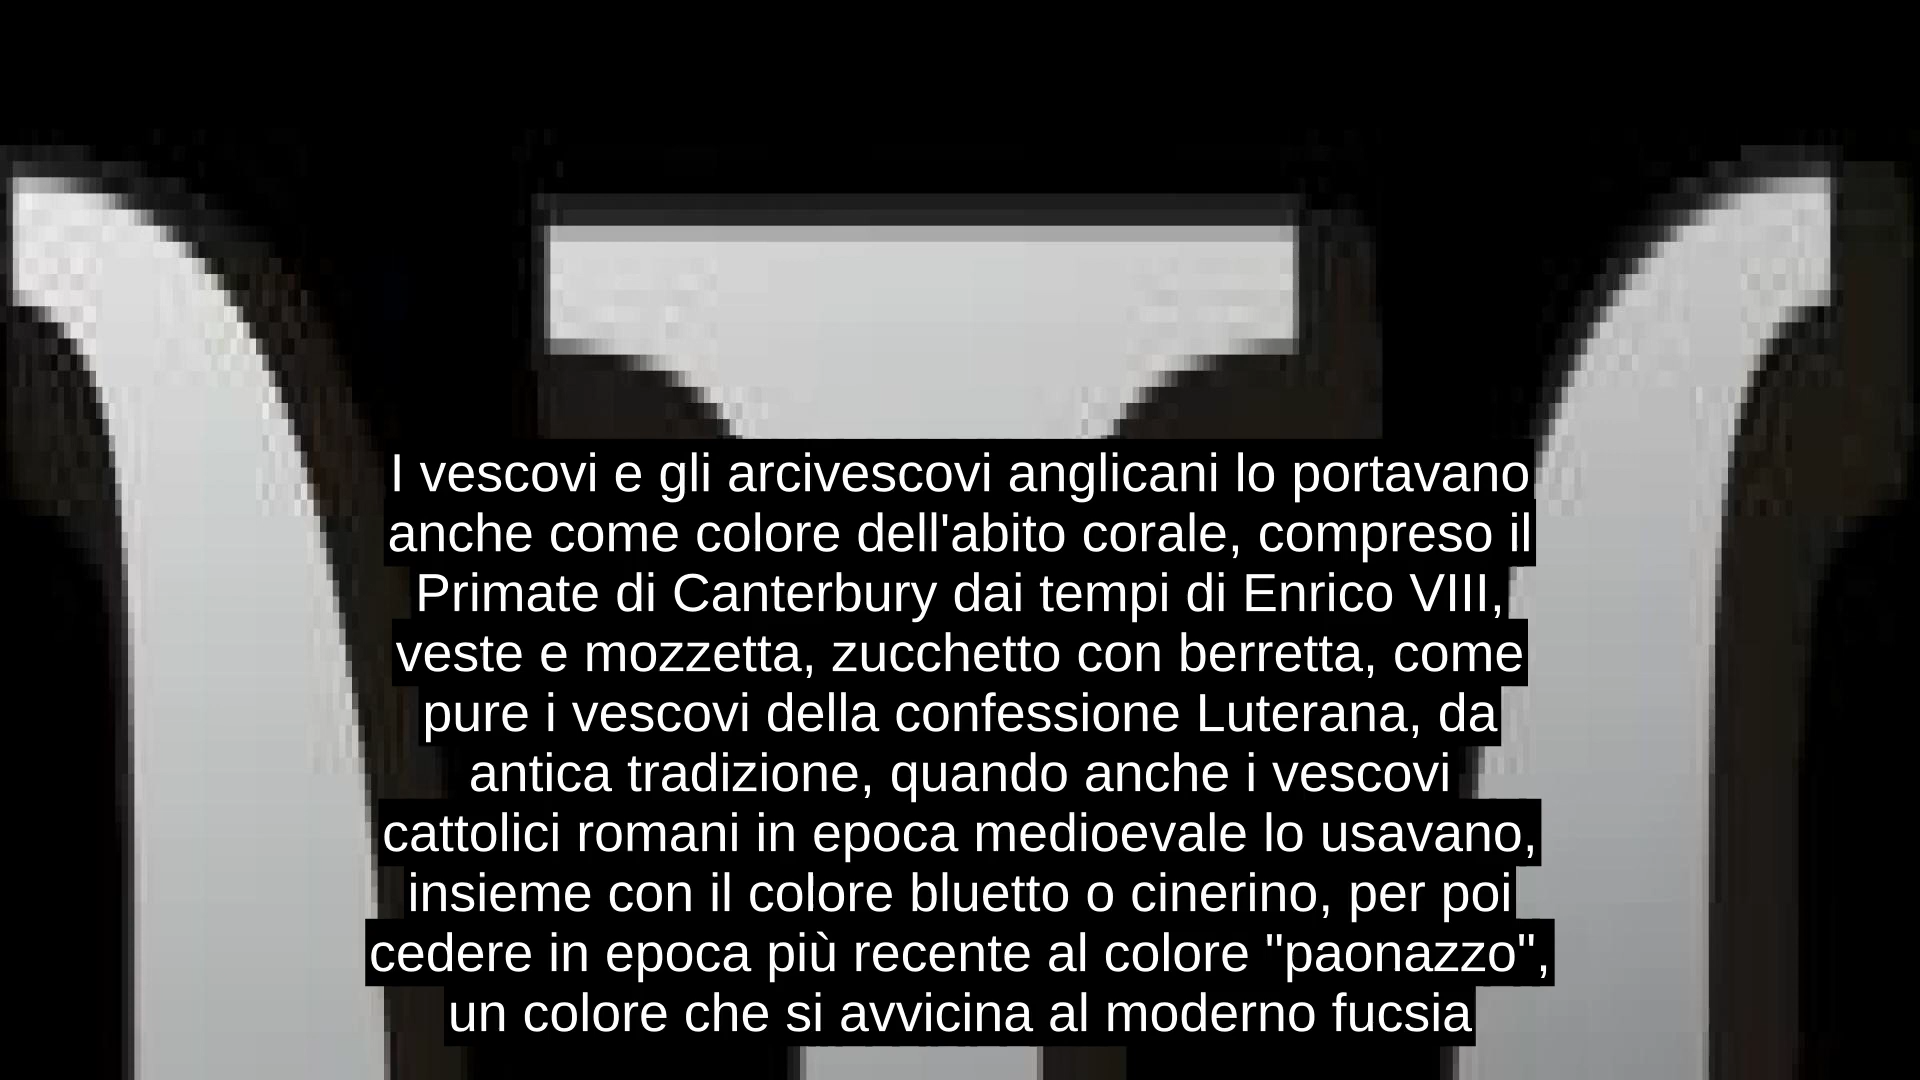 I vescovi e gli arcivescovi anglicani lo portavano
anche come colore dell'abito corale, compreso il
Primate di Canterbury dai tempi di Enrico VIII,
veste e mozzetta, zucchetto con berretta, come
pure i vescovi della confessione Luterana, da
antica tradizione, quando anche i vescovi
cattolici romani in epoca medioevale lo usavano,
insieme con il colore bluetto o cinerino, per poi
cedere in epoca più recente al colore "paonazzo",
un colore che si avvicina al moderno fucsia